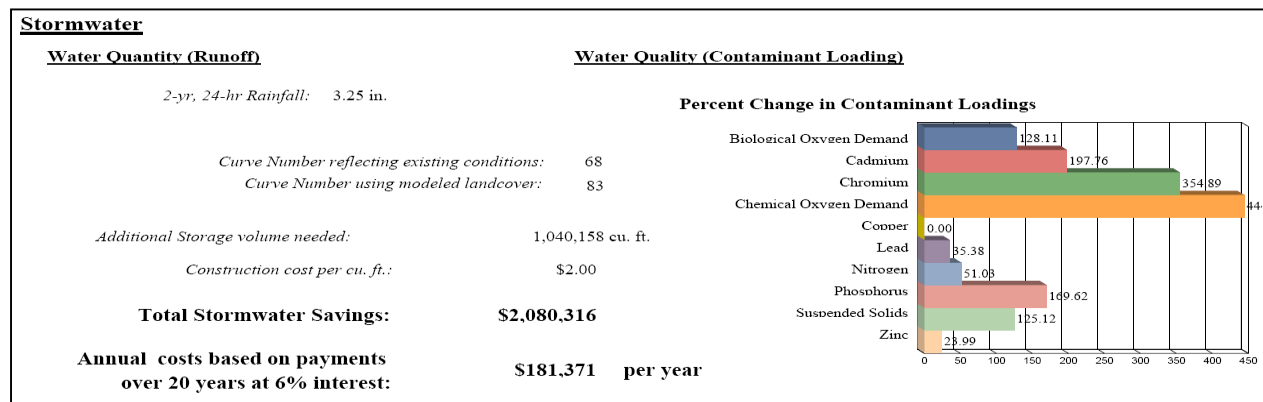 Stormwater
Water Quantity (Runoff)
2-yr, 24-hr Rainfall: 3.25 in.
Curve Number reflecting existing conditions: 68
Curve Number using modeled landcover: 83
Additional Storage volume needed: 1,040,158 cu. ft.
Construction cost per cu. ft.: $2.00
Total Stormwater Savings: $2,080,316
Annual costs based on payments
over 20 years at 6% interest: $181,371 per year
Water Quality (Contaminant Loading)
Percent Change in Contaminant Loadings
Biological Oxygen Demand 128.11
Cadmium 197.76
Chromium 354.89
Chemical Oxygen Demand
Copper 0.00
Lead 35.38
Nitrogen 51.03
Phosphorus 169.62
Suspended Solids 125.12
Zinc 23.99
0 50 100 150 200 250 300 350 400 450